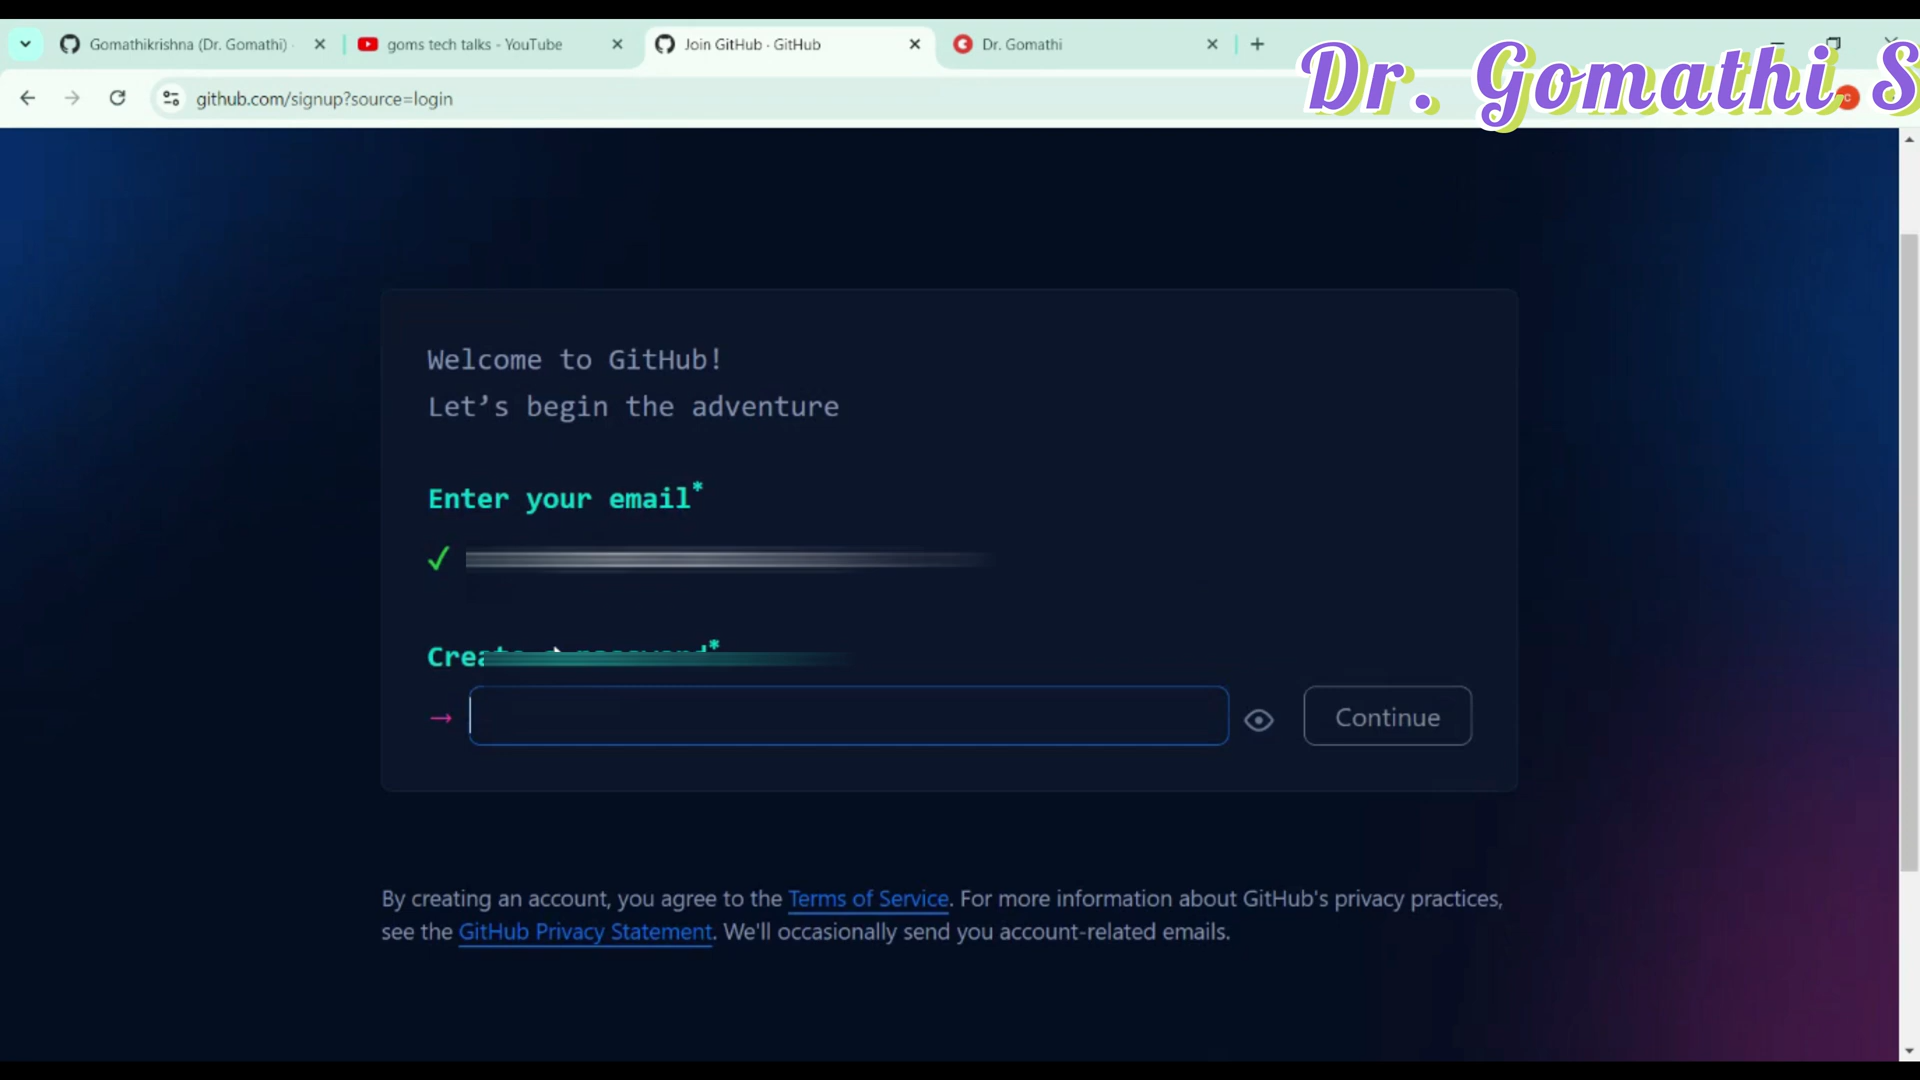 Gomathikrishna (Dr. Gomathi)
goms tech talks - YouTube
Join GitHub · GitHub
Dr. Gomathi
Dr. Gomathi S
github.com/signup?source=login
Welcome to GitHub!
Let's begin the adventure
Enter your email*
Continue
By creating an account, you agree to the Terms of Service. For more information about GitHub's privacy practices,
see the GitHub Privacy Statement. We'll occasionally send you account-related emails.